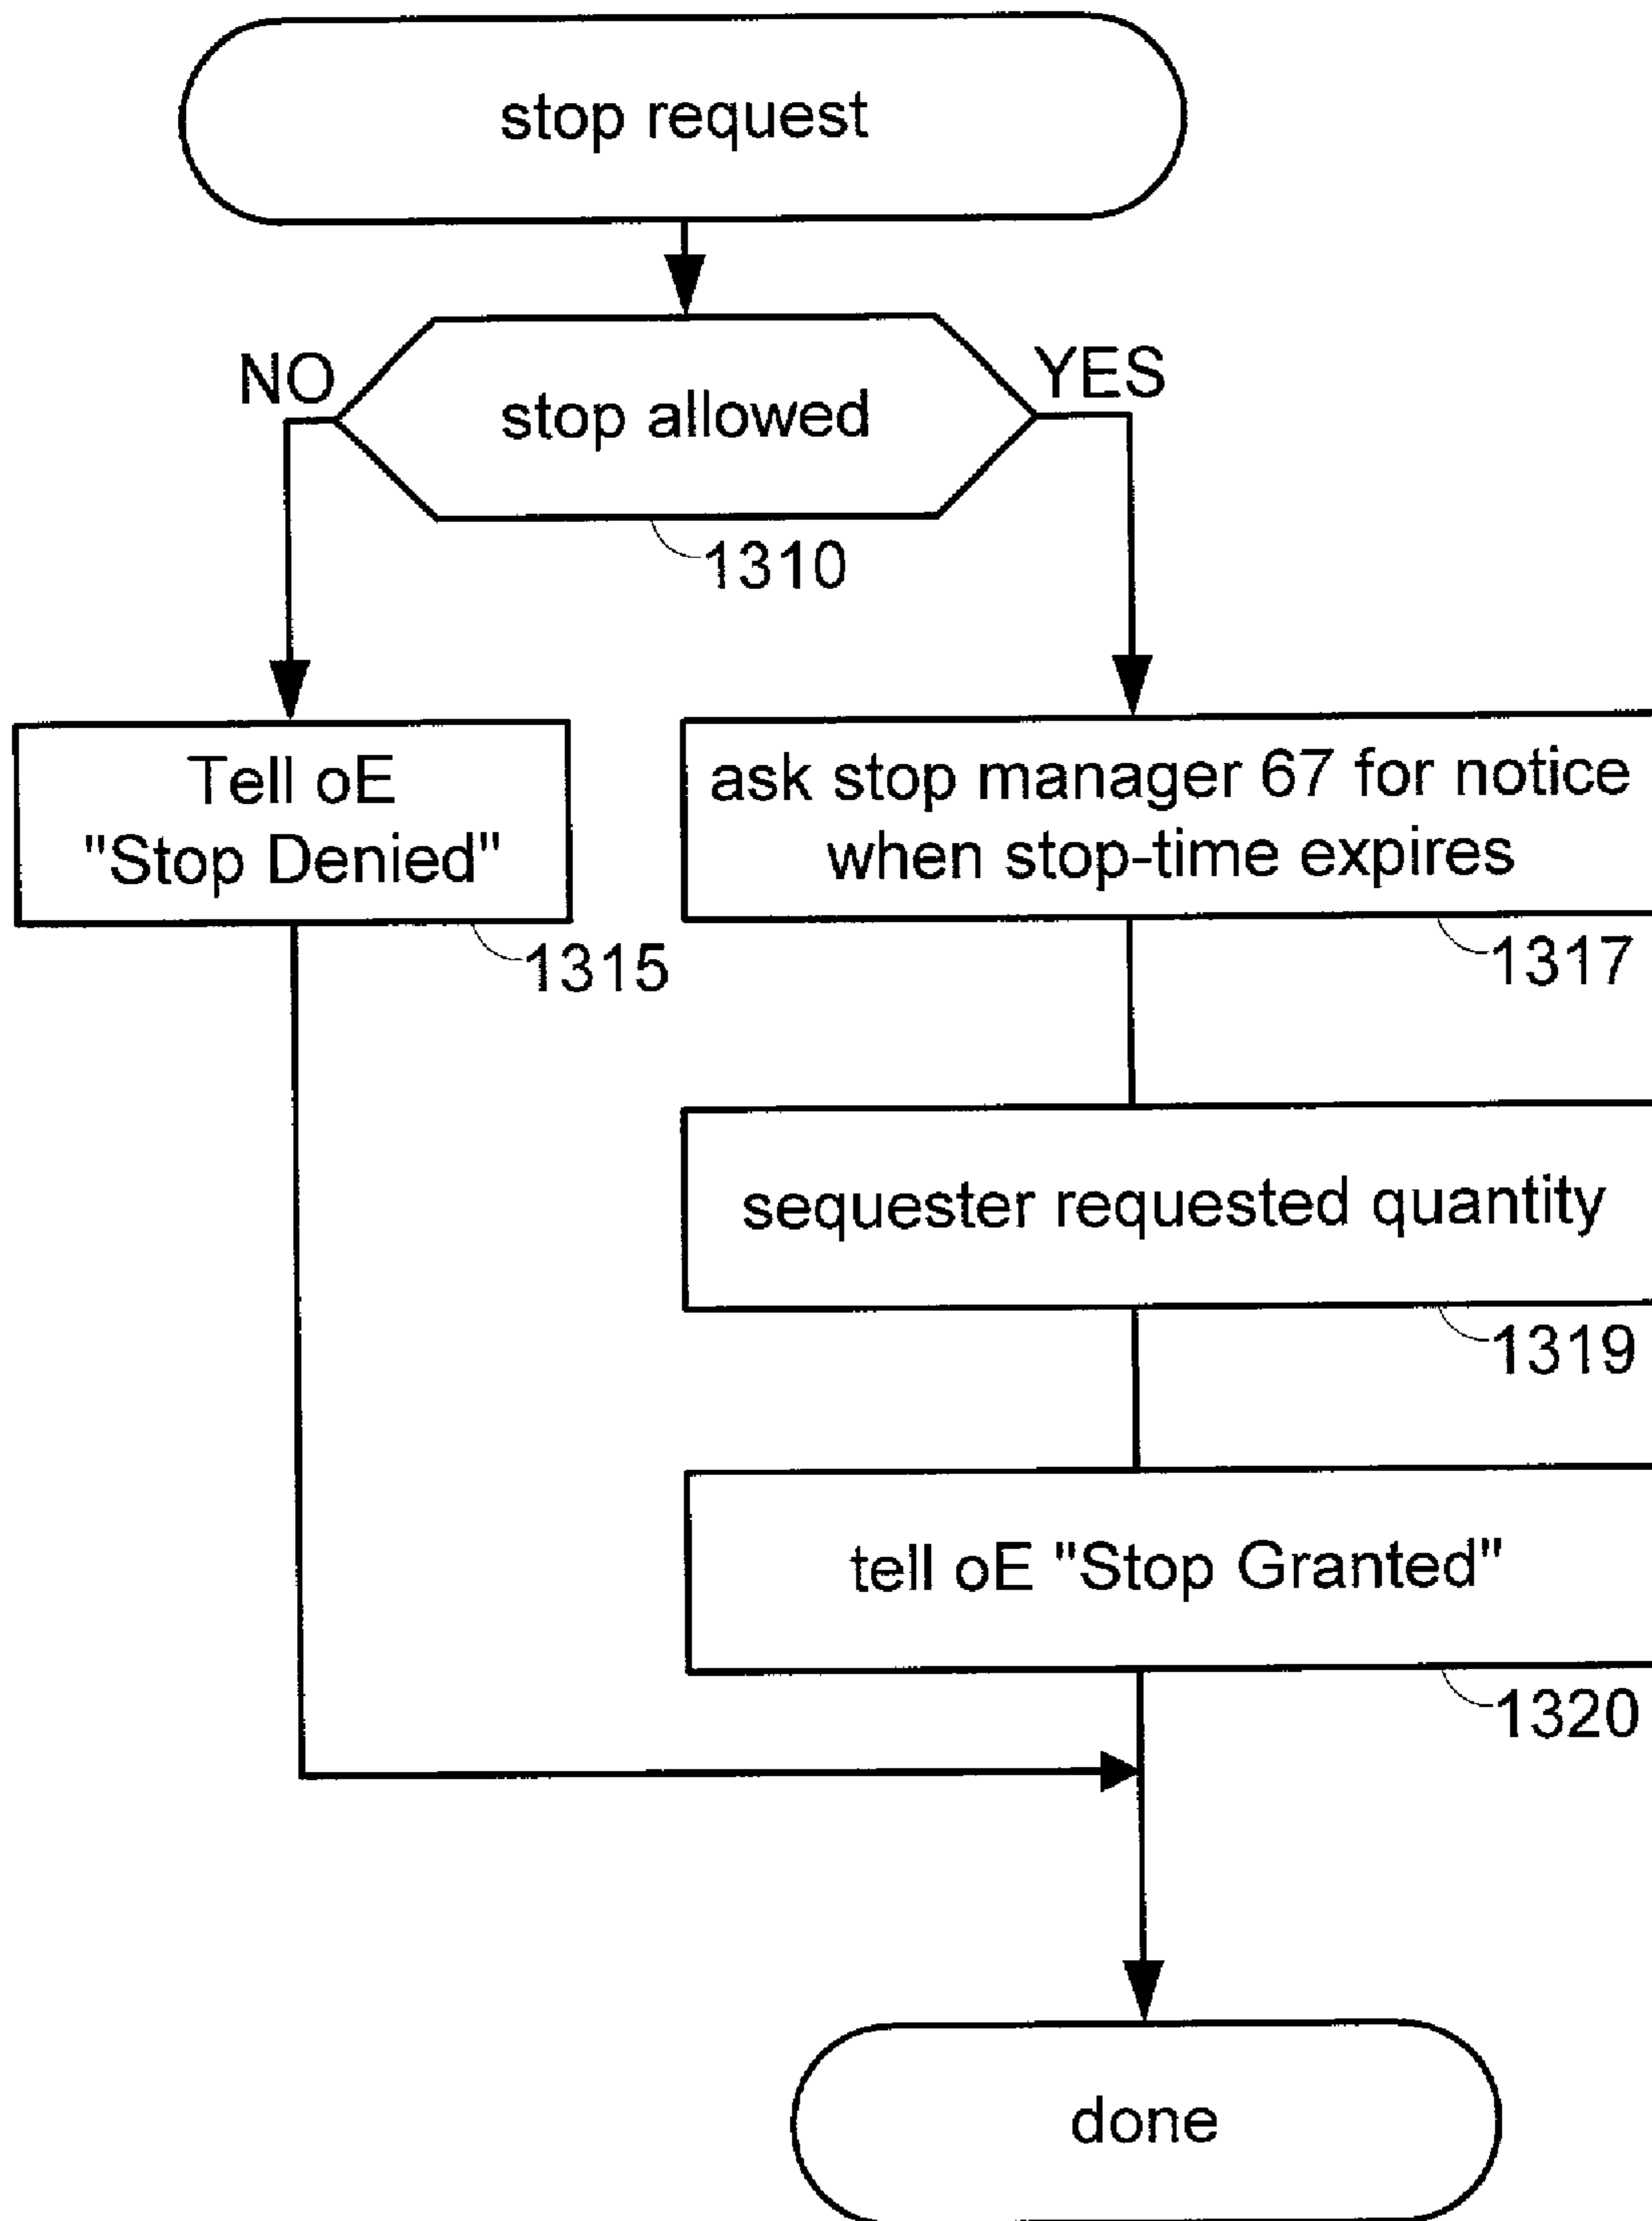 stop request
NO
YES
stop allowed
1310
Tell oE
"Stop Denied"
1315
ask stop manager 67 for notice
when stop-time expires
1317
sequester requested quantity
1319
tell oE "Stop Granted"
1320
done